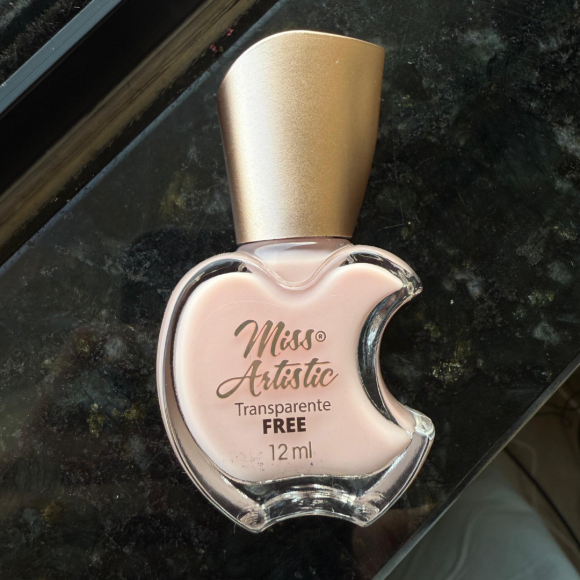 Miss®
Artistic
Transparente
FREE
12 ml